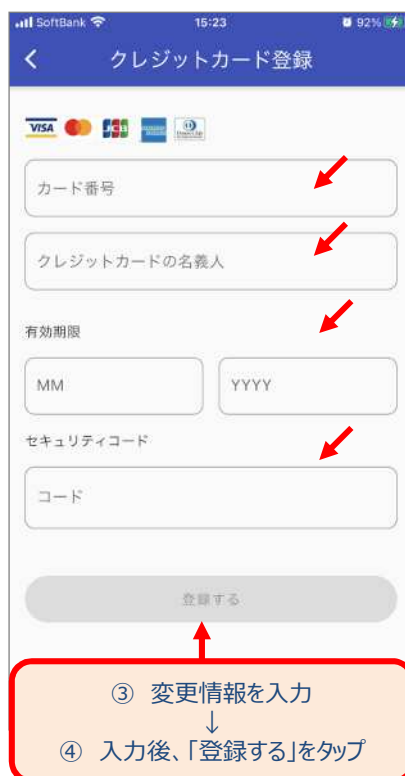 SoftBank 15:23 92%
クレジットカード登録
VISA JCB
カード番号
クレジットカードの名義人
有効期限
MM YYYY
セキュリティコード
コード
登録する
③ 変更情報を入力
↓
④ 入力後、「登録する」をタップ